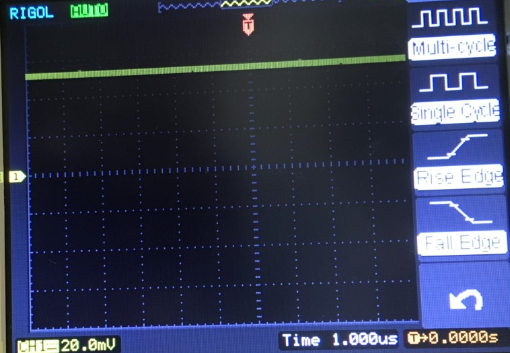 RIGOL AUTO
T
Multi-cycle
Single Cycle
Rise Edge
1
Fall Edge
CH1 20.0mV Time 1.000us T→0.0000s